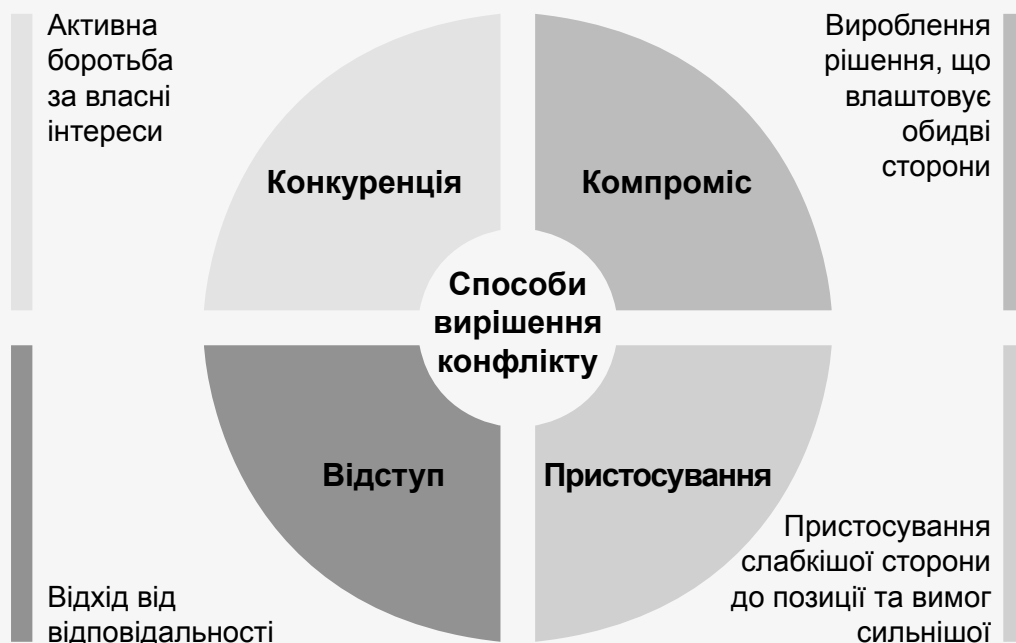 Активна
боротьба
за власні
інтереси
Вироблення
рішення, що
влаштовує
обидві
сторони
Конкуренція
Компроміс
Способи
вирішення
конфлікту
Відступ
Пристосування
Відхід від
відповідальності
Пристосування
слабкішої сторони
до позиції та вимог
сильнішої